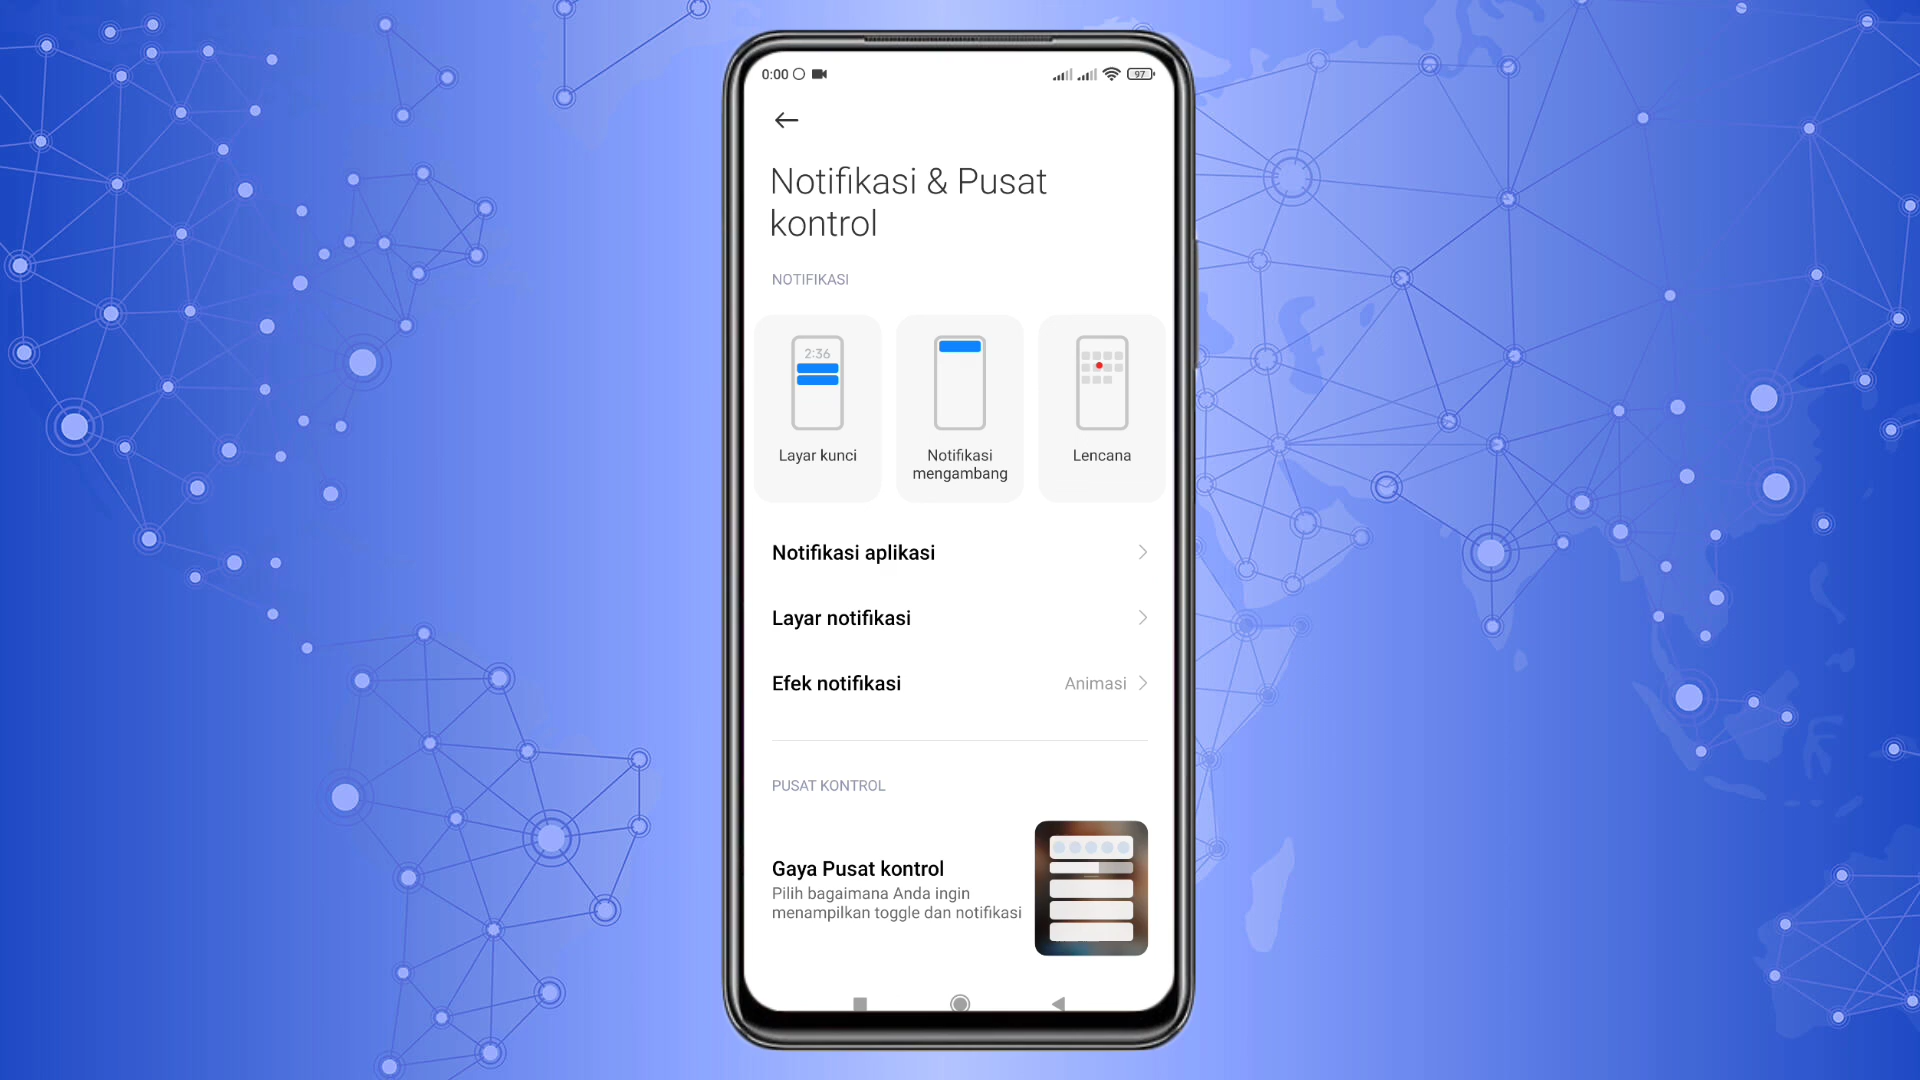 0:00
97
Notifikasi & Pusat
kontrol
NOTIFIKASI
2:36
Layar kunci
Notifikasi
mengambang
Lencana
Notifikasi aplikasi
Layar notifikasi
Efek notifikasi
Animasi
PUSAT KONTROL
Gaya Pusat kontrol
Pilih bagaimana Anda ingin
menampilkan toggle dan notifikasi